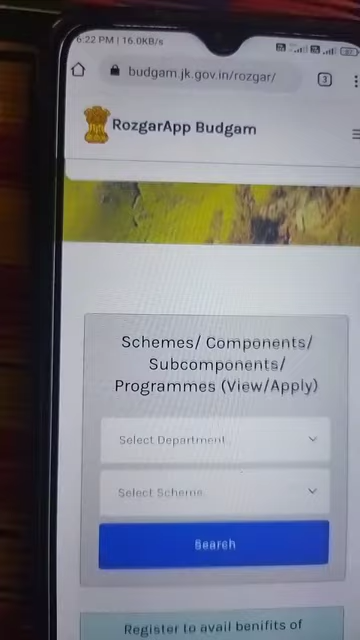 6:22 PM | 16.0KB/s
budgam.jk.gov.in/rozgar/
3
RozgarApp Budgam
Schemes/ Components/
Subcomponents/
Programmes (View/Apply)
Select Department
Select Scheme
Search
Register to avail benifits of